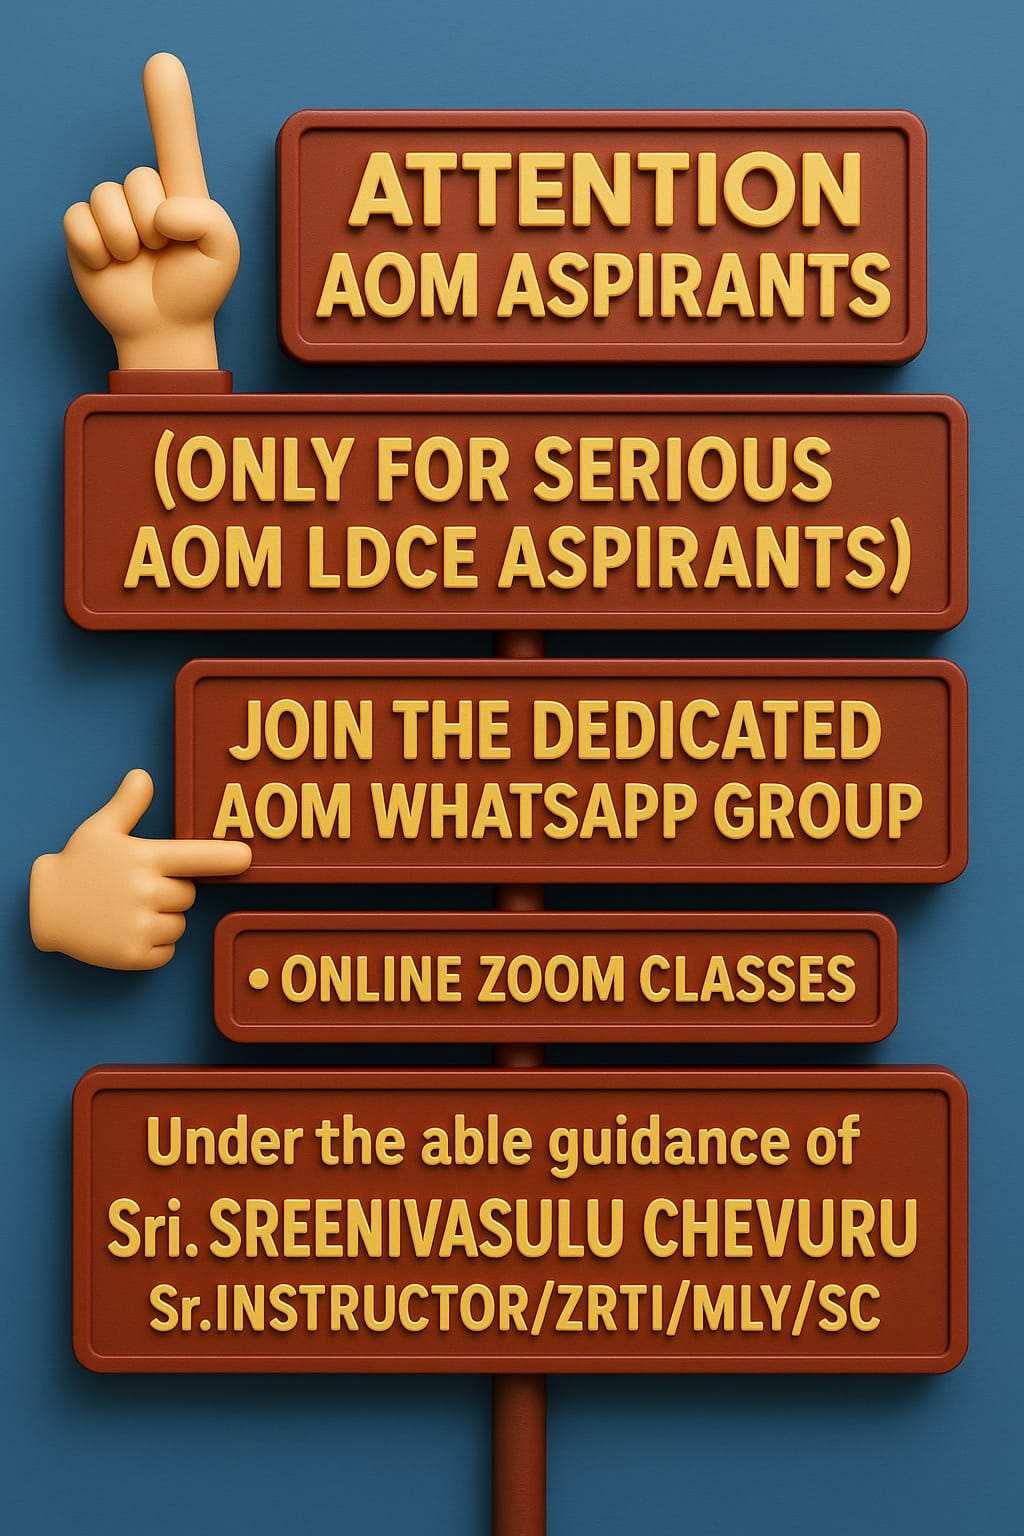 ATTENTION
AOM ASPIRANTS
(ONLY FOR SERIOUS
AOM LDCE ASPIRANTS)
JOIN THE DEDICATED
AOM WHATSAPP GROUP
• ONLINE ZOOM CLASSES
Under the able guidance of
Sri. SREENIVASULU CHEVURU
Sr.INSTRUCTOR/ZRTI/MLY/SC